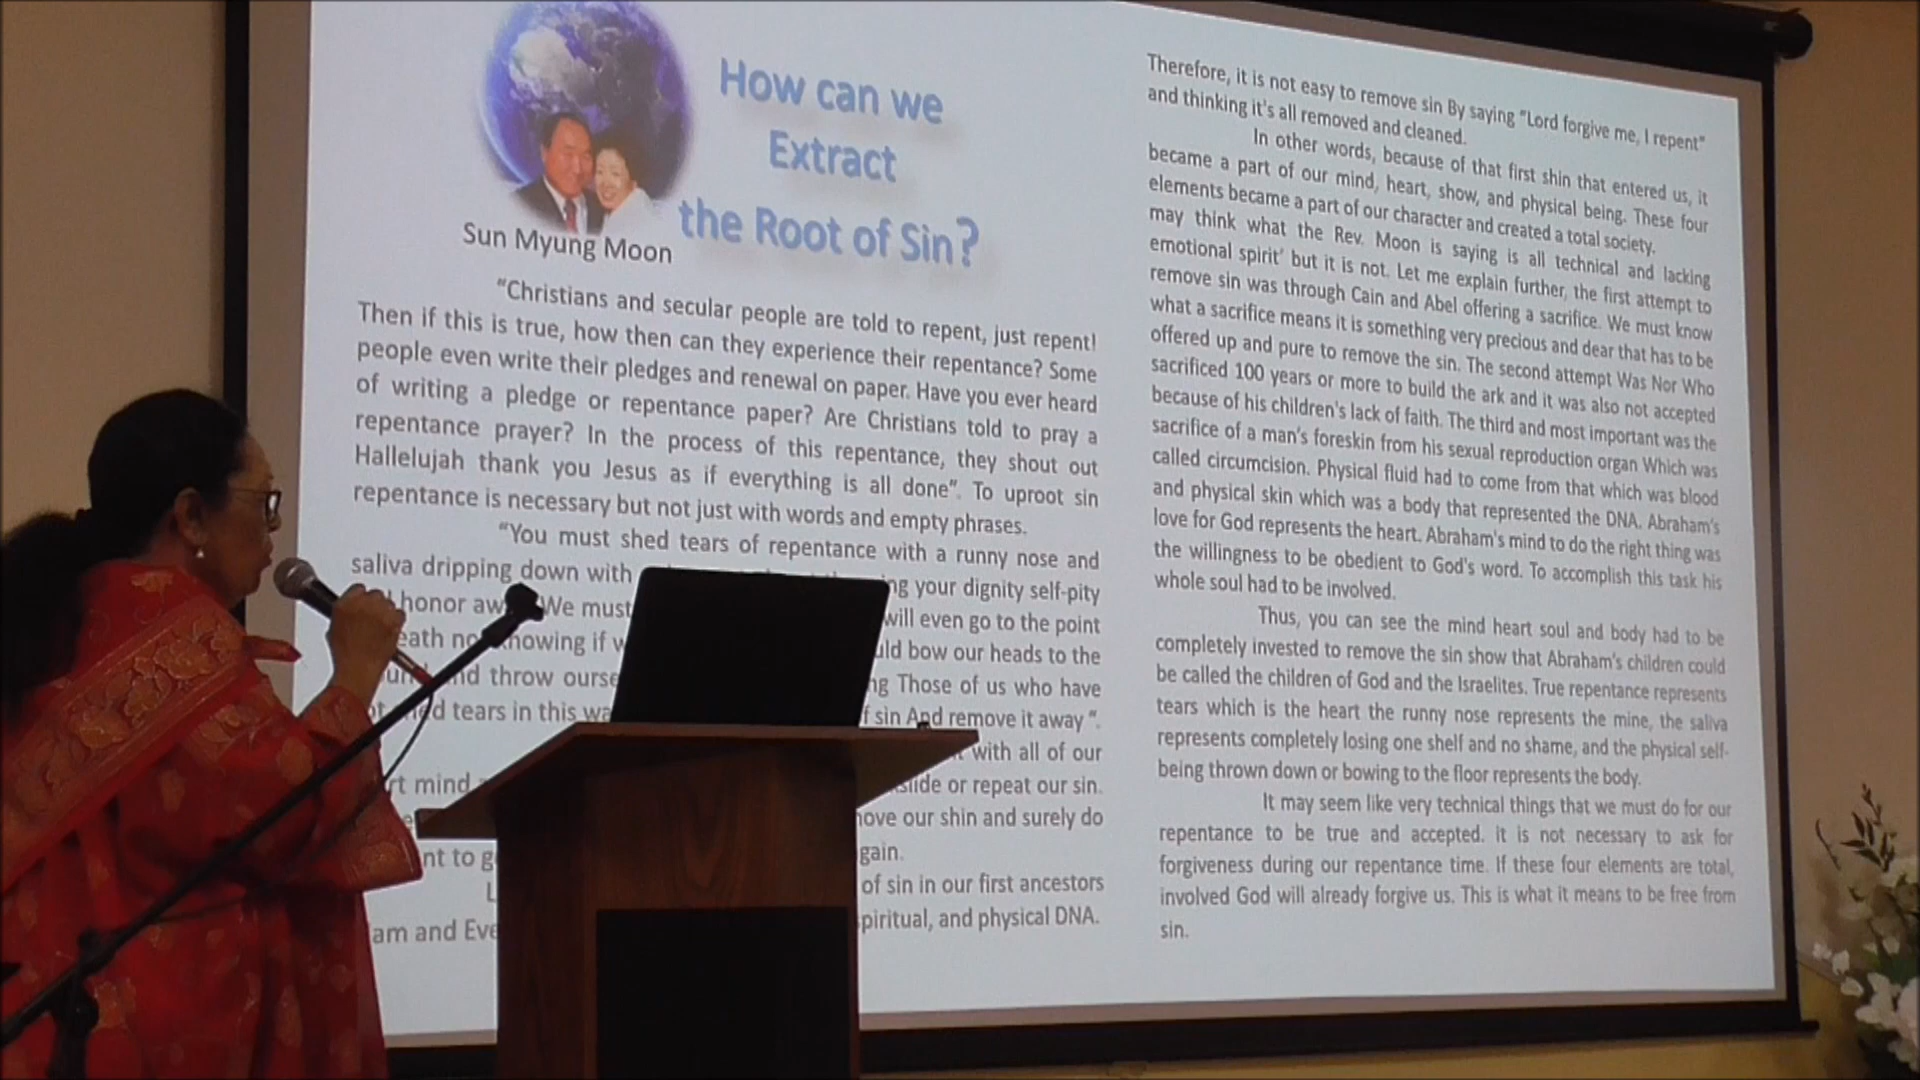 How can we
Extract
the Root of Sin?
Sun Myung Moon
“Christians and secular people are told to repent, just repent!
Then if this is true, how then can they experience their repentance? Some
people even write their pledges and renewal on paper. Have you ever heard
of writing a pledge or repentance paper? Are Christians told to pray a
repentance prayer? In the process of this repentance, they shout out
Hallelujah thank you Jesus as if everything is all done”. To uproot sin
repentance is necessary but not just with words and empty phrases.
“You must shed tears of repentance with a runny nose and
saliva dripping down with your dignity self-pity
honor We must will even go to the point
if bow our heads to the
throw Those of us who have
tears in this sin And remove it away “.
with all of our
mind or repeat our sin.
our shin and surely do
to
of sin in our first ancestors
and and physical DNA.
Therefore, it is not easy to remove sin By saying “Lord forgive me, I repent”
and thinking it’s all removed and cleaned.
In other words, because of that first shin that entered us, it
became a part of our mind, heart, show, and physical being. These four
elements became a part of our character and created a total society.
may think what the Rev. Moon is saying is all technical and lacking
emotional spirit’ but it is not. Let me explain further, the first attempt to
remove sin was through Cain and Abel offering a sacrifice. We must know
what a sacrifice means it is something very precious and dear that has to be
offered up and pure to remove the sin. The second attempt Was Nor Who
sacrificed 100 years or more to build the ark and it was also not accepted
because of his children’s lack of faith. The third and most important was the
sacrifice of a man’s foreskin from his sexual reproduction organ Which was
called circumcision. Physical fluid had to come from that which was blood
and physical skin which was a body that represented the DNA. Abraham’s
love for God represents the heart. Abraham’s mind to do the right thing was
the willingness to be obedient to God’s word. To accomplish this task his
whole soul had to be involved.
Thus, you can see the mind heart soul and body had to be
completely invested to remove the sin show that Abraham’s children could
be called the children of God and the Israelites. True repentance represents
tears which is the heart the runny nose represents the mine, the saliva
represents completely losing one shelf and no shame, and the physical self-
being thrown down or bowing to the floor represents the body.
It may seem like very technical things that we must do for our
repentance to be true and accepted. it is not necessary to ask for
forgiveness during our repentance time. If these four elements are total,
involved God will already forgive us. This is what it means to be free from
sin.